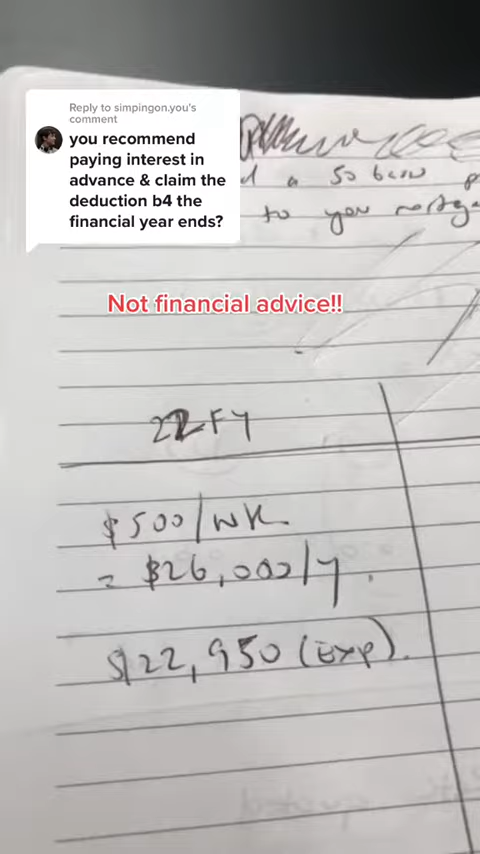 Reply to simpingon.you's
comment
you recommend
paying interest in
advance & claim the
deduction b4 the
financial year ends?
a so
to you
Not financial advice!!
22FY
$500/WK
= $26,000/y.
$22,950 (Exp).